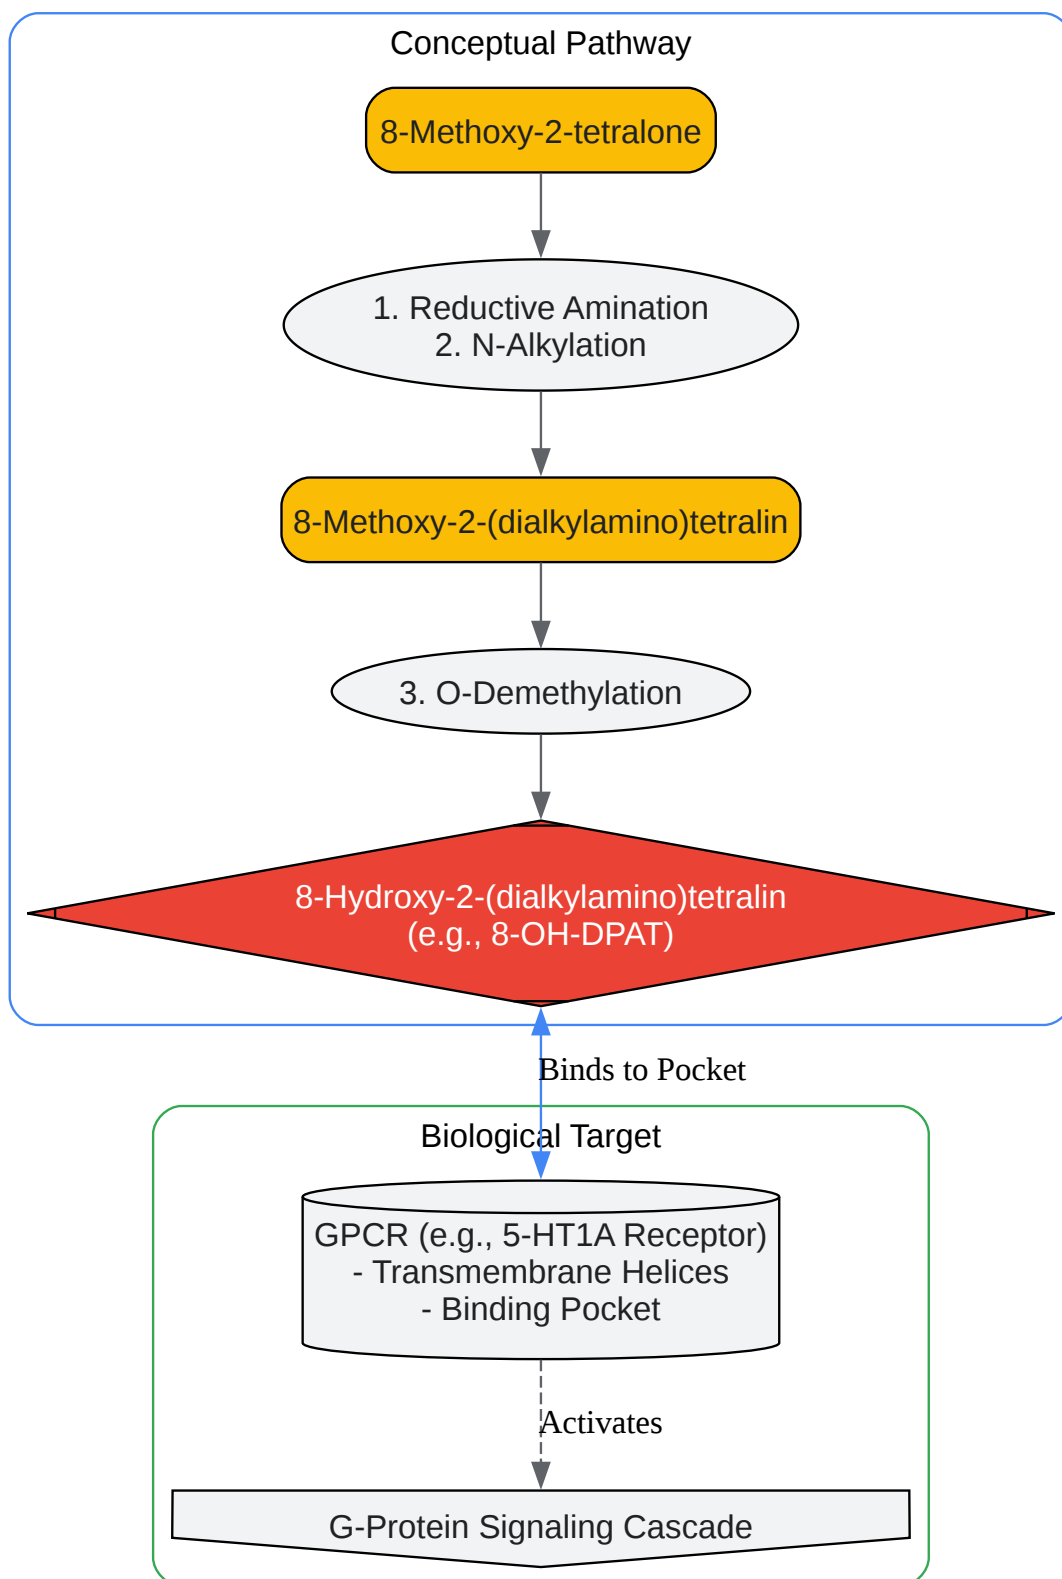 Conceptual Pathway
8-Methoxy-2-tetralone
1. Reductive Amination
2. N-Alkylation
8-Methoxy-2-(dialkylamino)tetralin
3. O-Demethylation
8-Hydroxy-2-(dialkylamino)tetralin
(e.g., 8-OH-DPAT)
Binds to Pocket
Biological Target
GPCR (e.g., 5-HT1A Receptor)
- Transmembrane Helices
- Binding Pocket
Activates
G-Protein Signaling Cascade